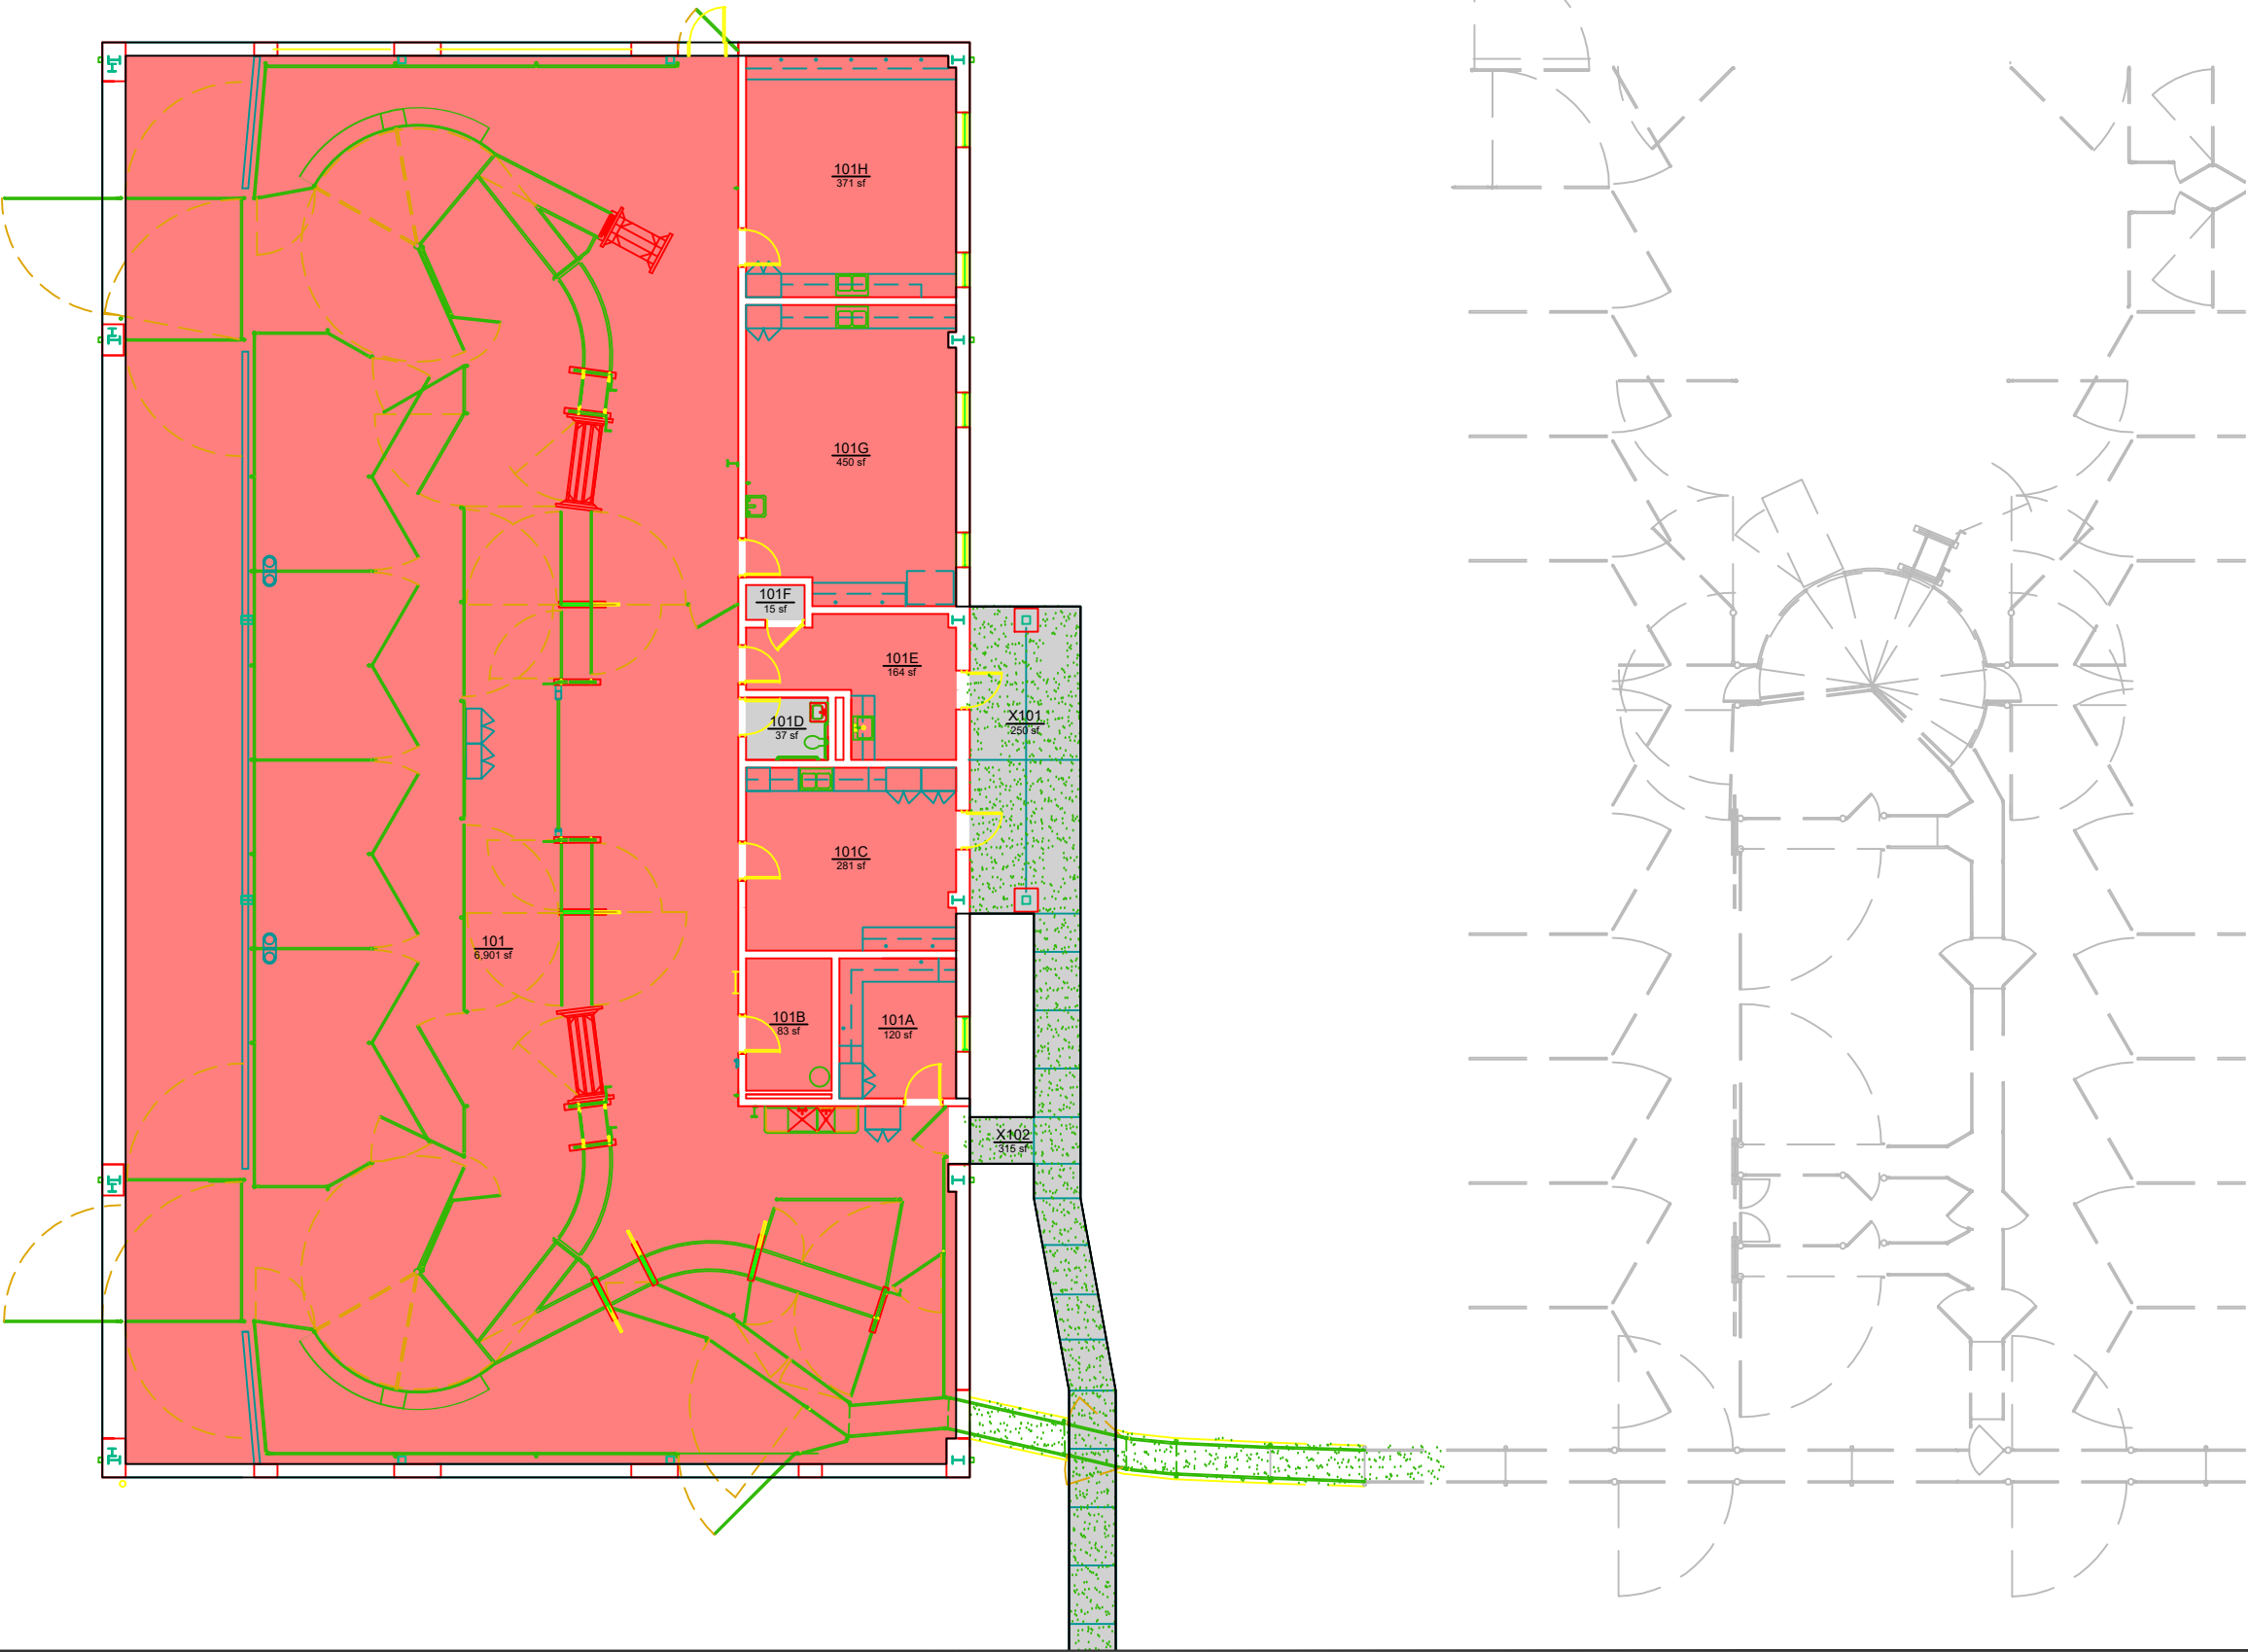 101H
371 sf
101G
450 sf
101F
15 sf
101E
164 sf
101D
37 sf
X101
250 sf
101C
281 sf
101
6,901 sf
101B
83 sf
101A
120 sf
X102
315 sf